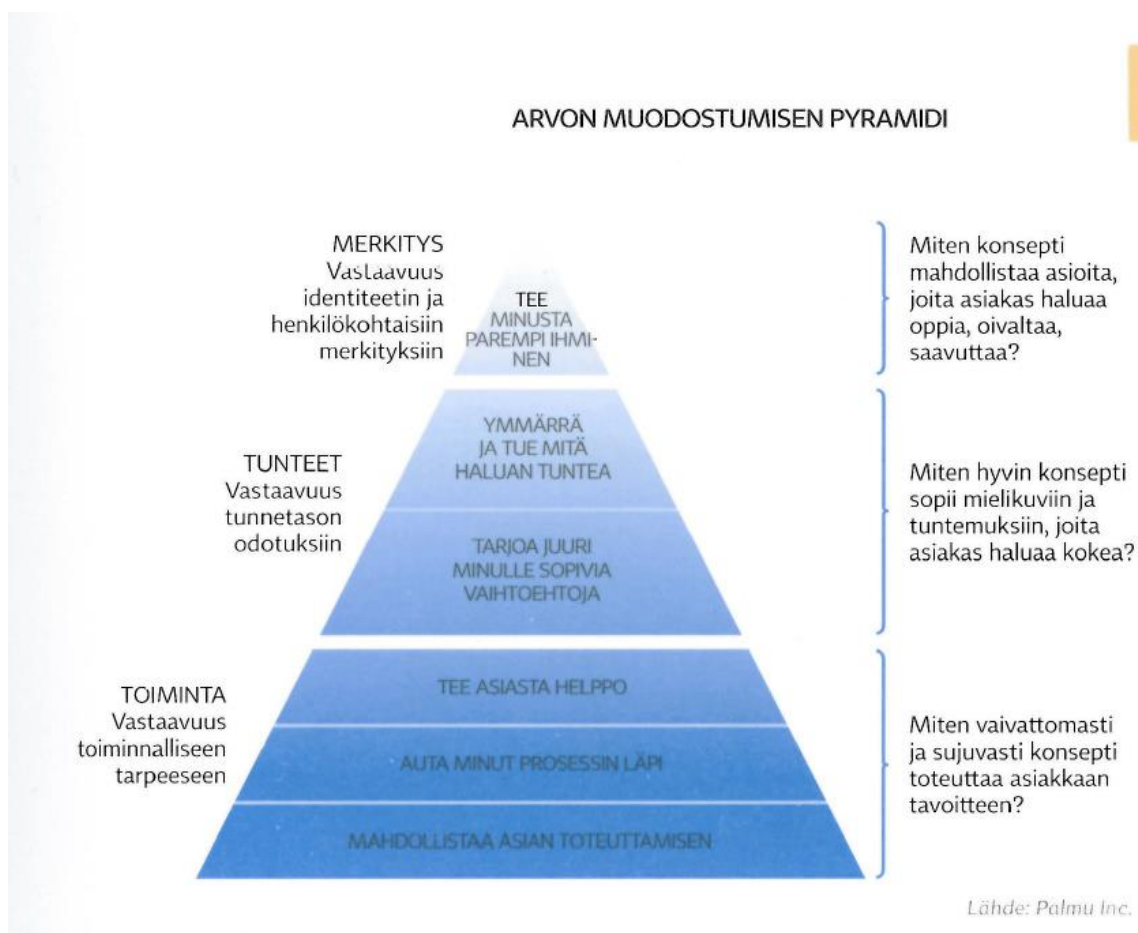 ARVON MUODOSTUMISEN PYRAMIDI
MERKITYS
Vastaavuus
identiteetin ja
henkilökohtaisiin
merkityksiin
TEE
MINUSTA
PAREMPI IHMI-
NEN
Miten konsepti
mahdollistaa asioita,
joita asiakas haluaa
oppia, oivaltaa,
saavuttaa?
TUNTEET
Vastaavuus
tunnetason
odotuksiin
YMMÄRRÄ
JA TUE MITÄ
HALUAN TUNTEA
TARJOA JUURI
MINULLE SOPIVIA
VAIHTOEHTOJA
Miten hyvin konsepti
sopii mielikuviin ja
tuntemuksiin, joita
asiakas haluaa kokea?
TOIMINTA
Vastaavuus
toiminnalliseen
tarpeeseen
TEE ASIASTA HELPPO
AUTA MINUT PROSESSIN LÄPI
MAHDOLLISTAA ASIAN TOTEUTTAMISEN
Miten vaivattomasti
ja sujuvasti konsepti
toteuttaa asiakkaan
tavoitteen?
Lähde: Palmu Inc.